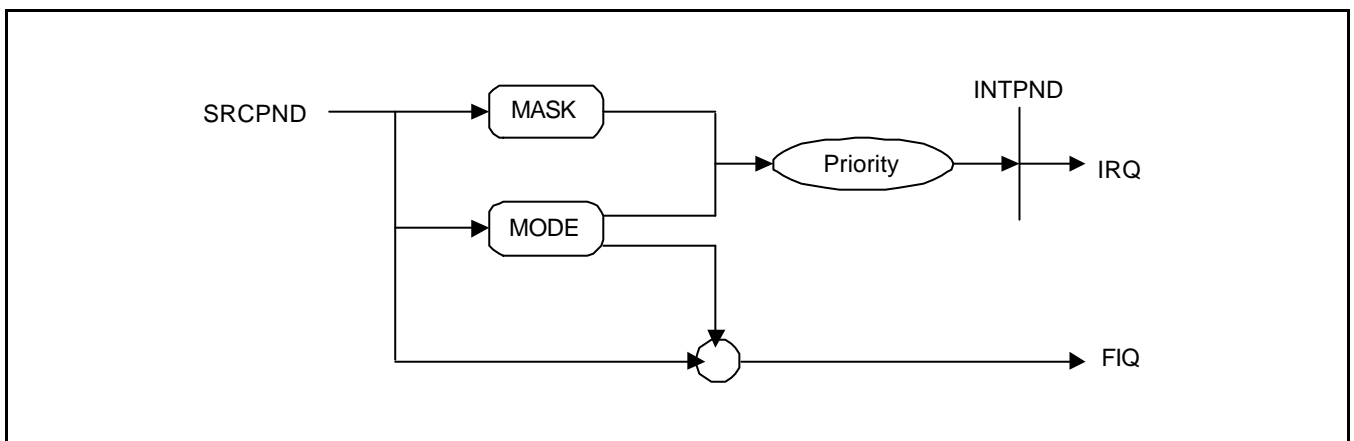 INTPND
SRCPND
MASK
Priority
IRQ
MODE
FIQ